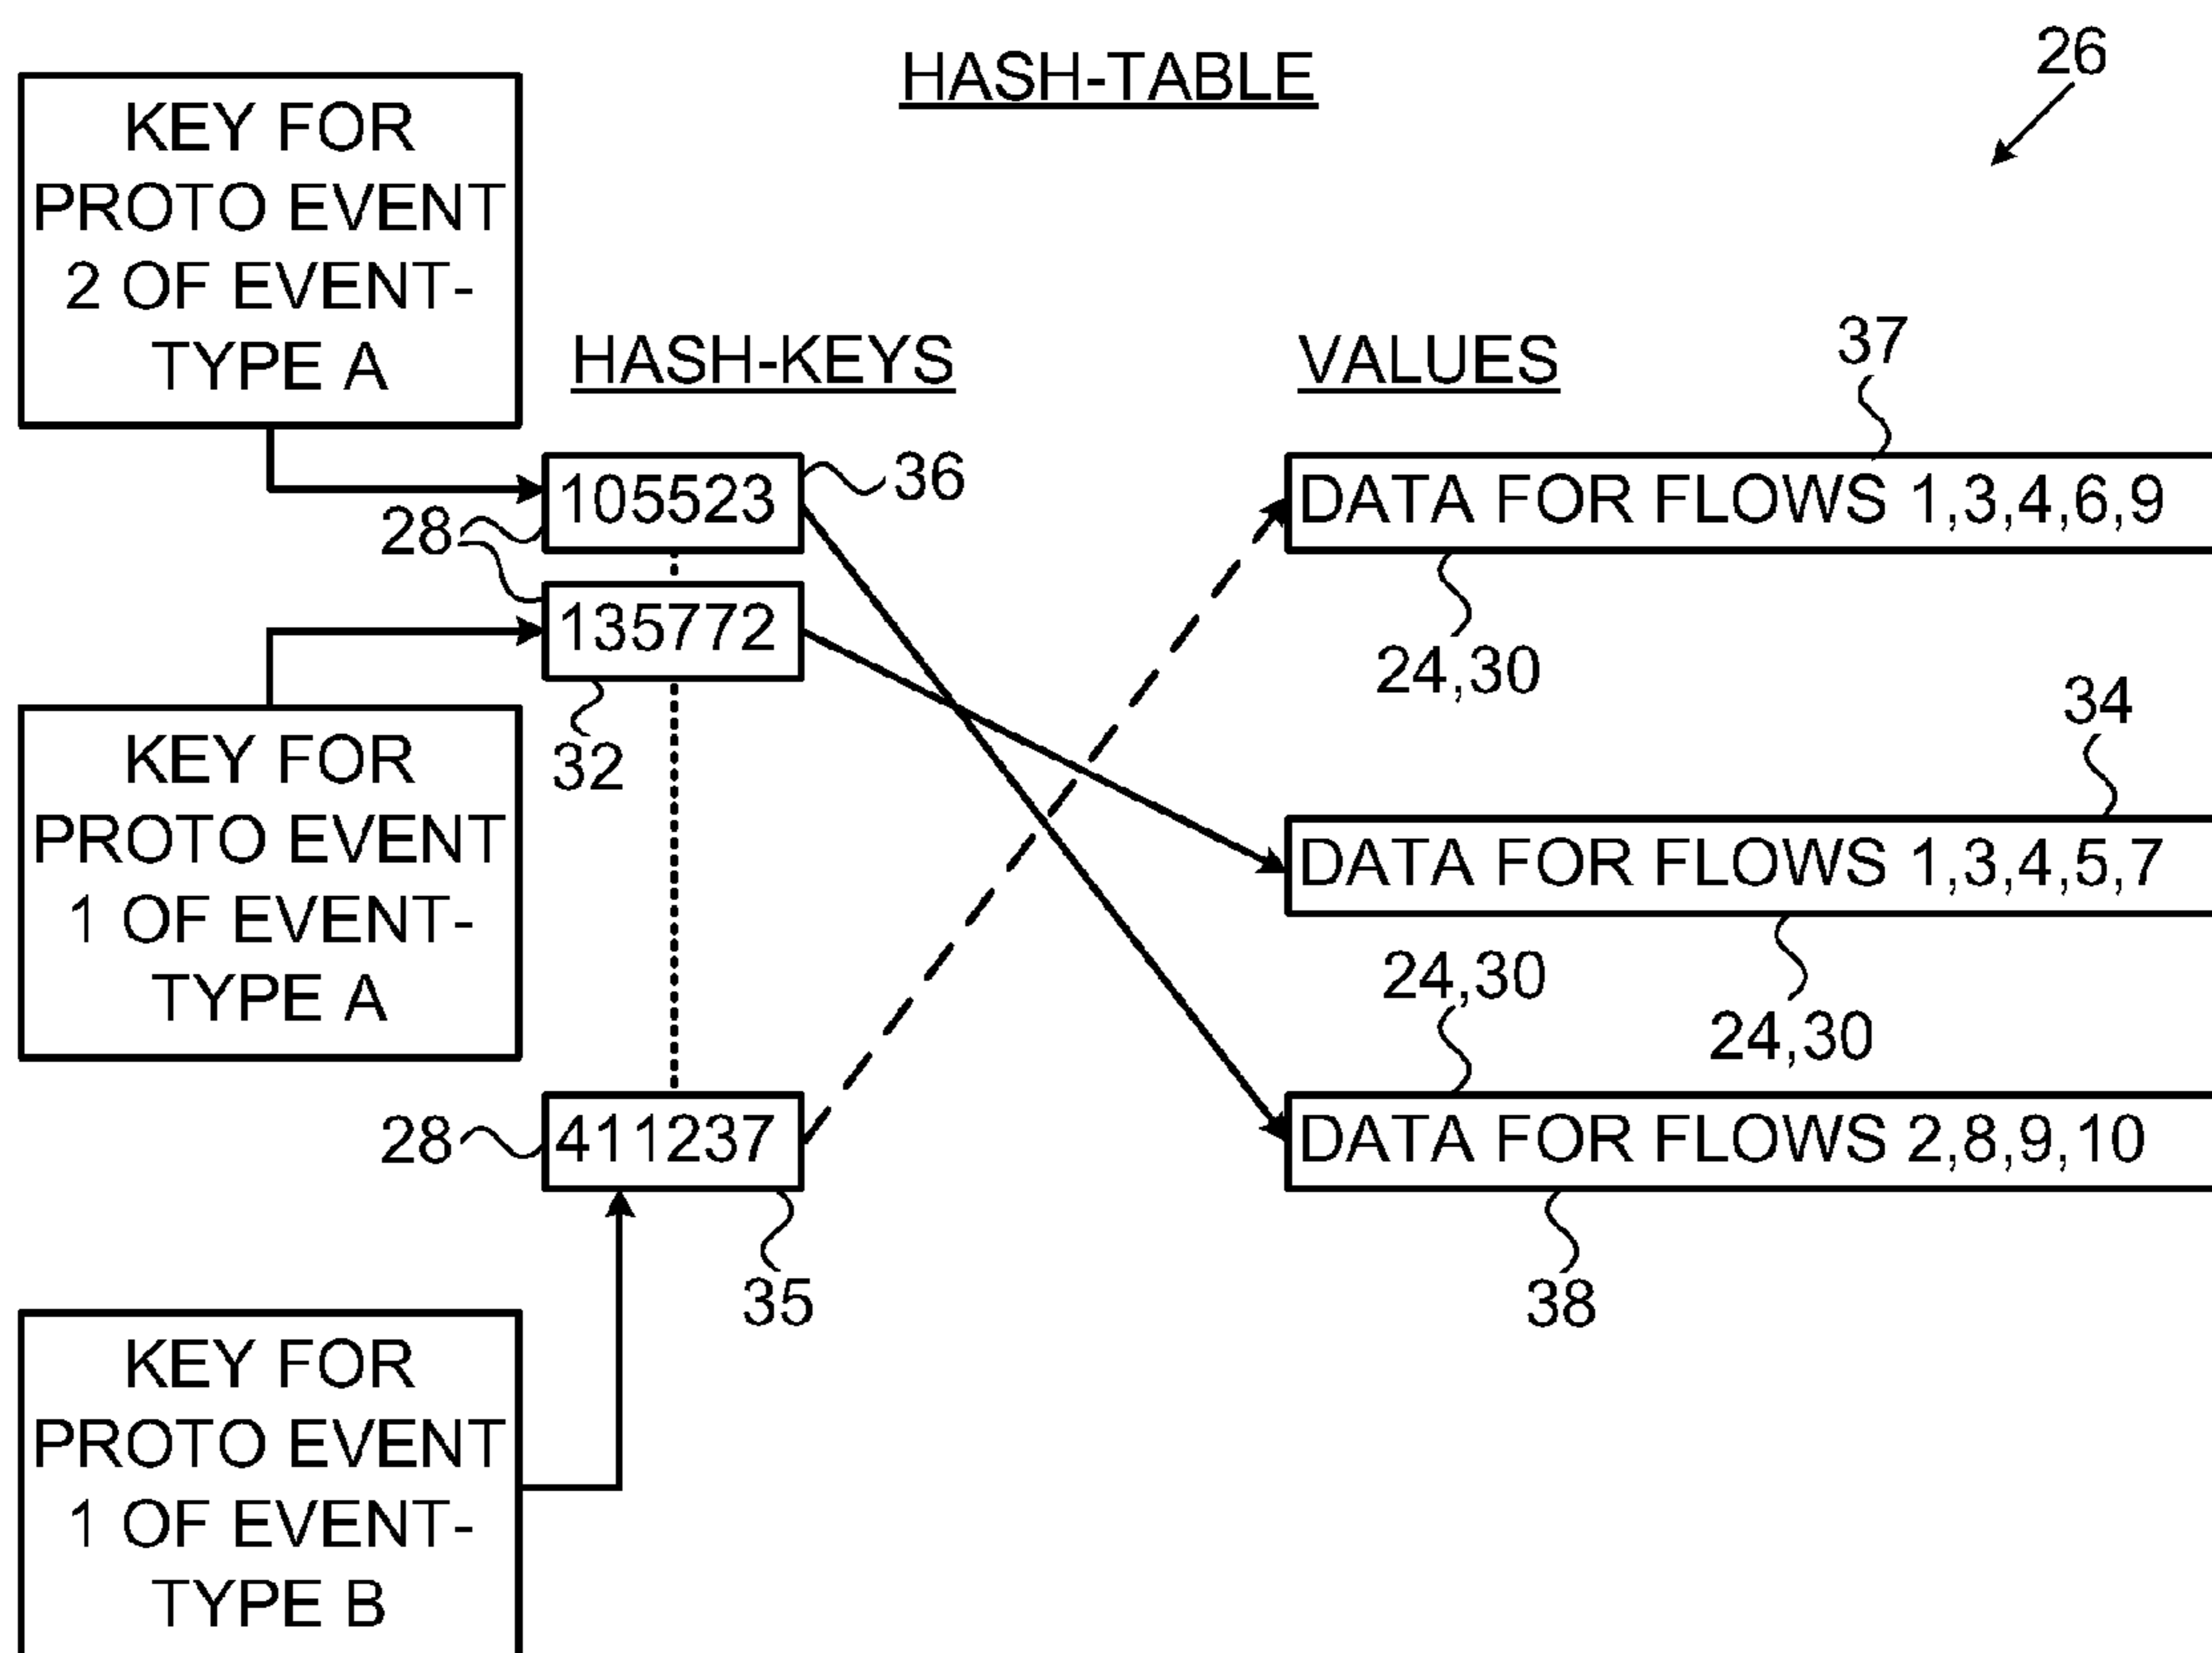 HASH-TABLE
26
KEY FOR
PROTO EVENT
2 OF EVENT-
TYPE A
HASH-KEYS
VALUES
37
105523
36
DATA FOR FLOWS 1,3,4,6,9
28
135772
24,30
32
34
KEY FOR
PROTO EVENT
1 OF EVENT-
TYPE A
DATA FOR FLOWS 1,3,4,5,7
24,30
24,30
28
411237
DATA FOR FLOWS 2,8,9,10
35
38
KEY FOR
PROTO EVENT
1 OF EVENT-
TYPE B